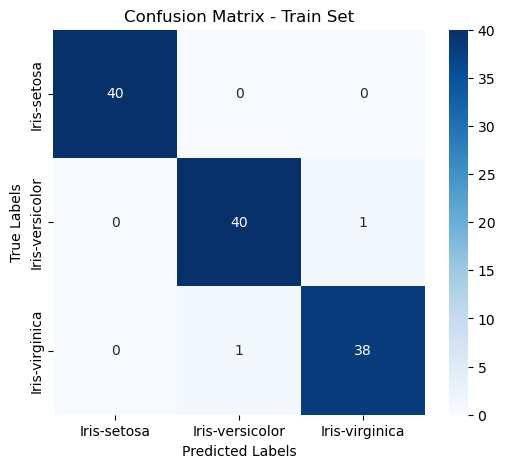 Confusion Matrix - Train Set
True Labels
Iris-setosa
40 0 0
Iris-versicolor
0 40 1
Iris-virginica
0 1 38
Iris-setosa Iris-versicolor Iris-virginica
Predicted Labels
40
35
30
25
20
15
10
5
0